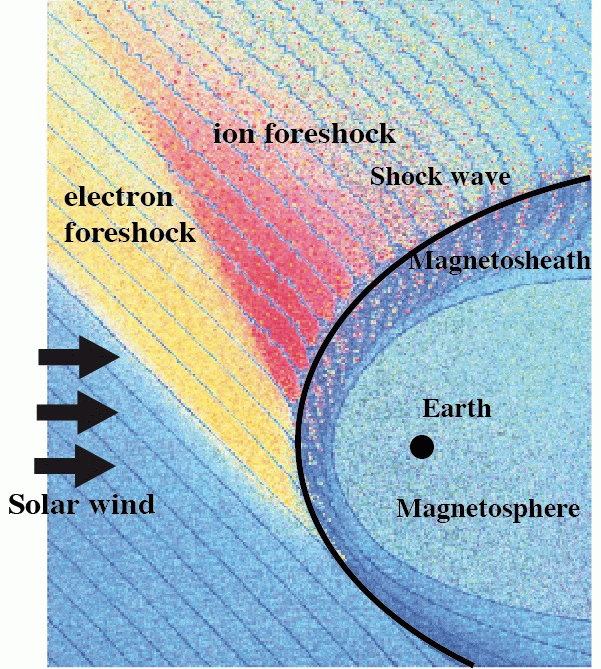 ion foreshock
Shock wave
electron
foreshock
Magnetosheath
Earth
Solar wind
Magnetosphere